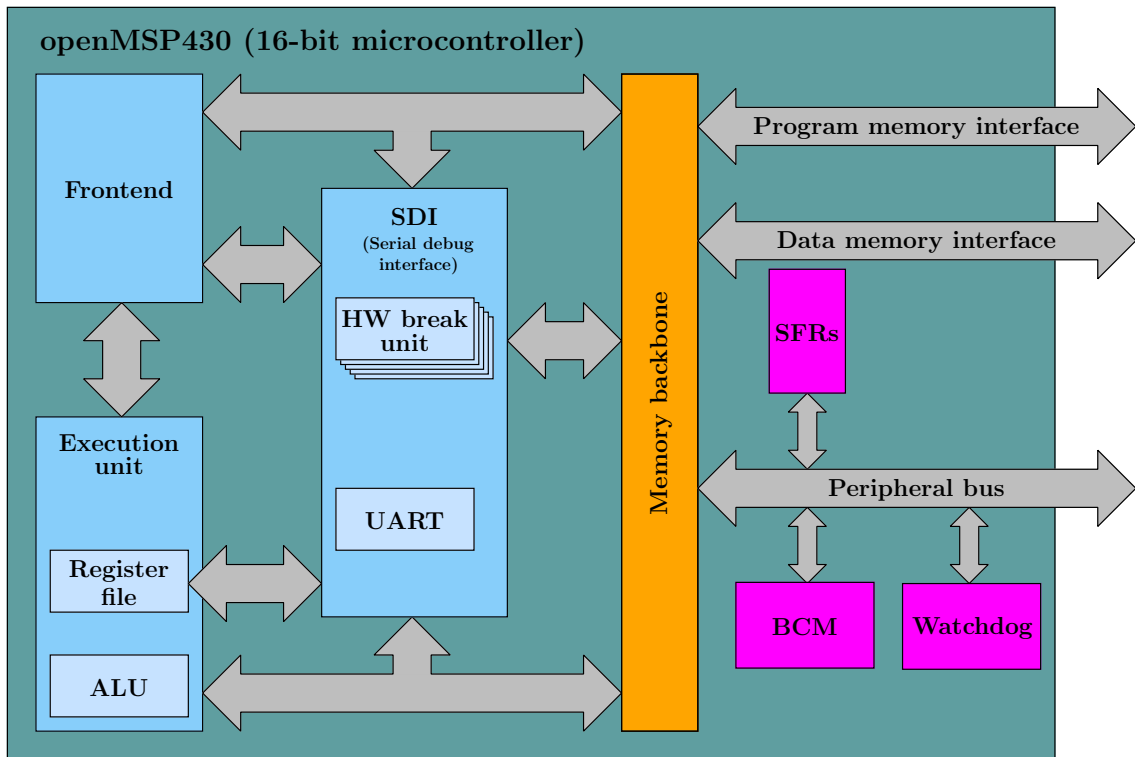 openMSP430 (16-bit microcontroller)
Frontend
SDI
(Serial debug
interface)
HW break
unit
UART
Execution
unit
Register
file
ALU
Memory backbone
Program memory interface
Data memory interface
SFRs
Peripheral bus
BCM
Watchdog